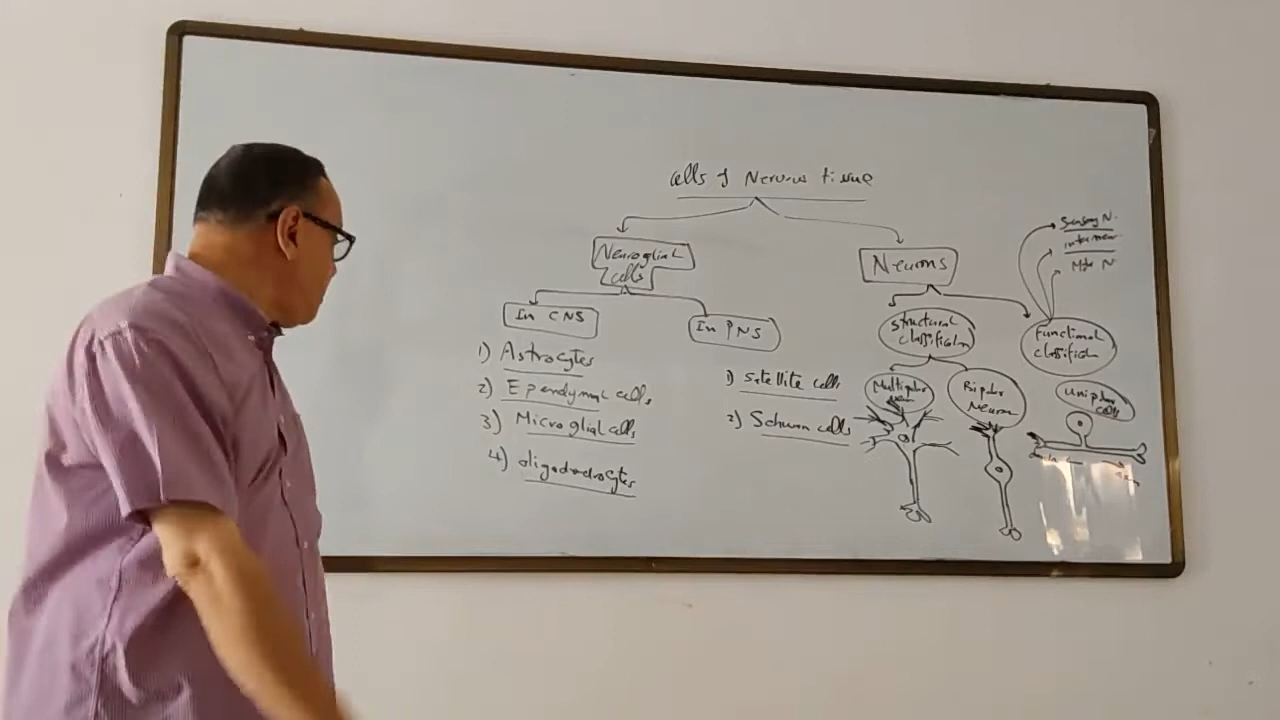 Cells of Nervous tissue
Neuroglial
cells
Neurons
Sensory N.
interneur
Motor N
In CNS
In PNS
structural
classification
Functional
classification
1) Astrocytes
2) Ependymal cells
3) Microglial cells
4) oligodendrocytes
1) satellite cells
2) Schwann cells
Multipolar
Bipolar
Neuron
unipolar
cells
axon